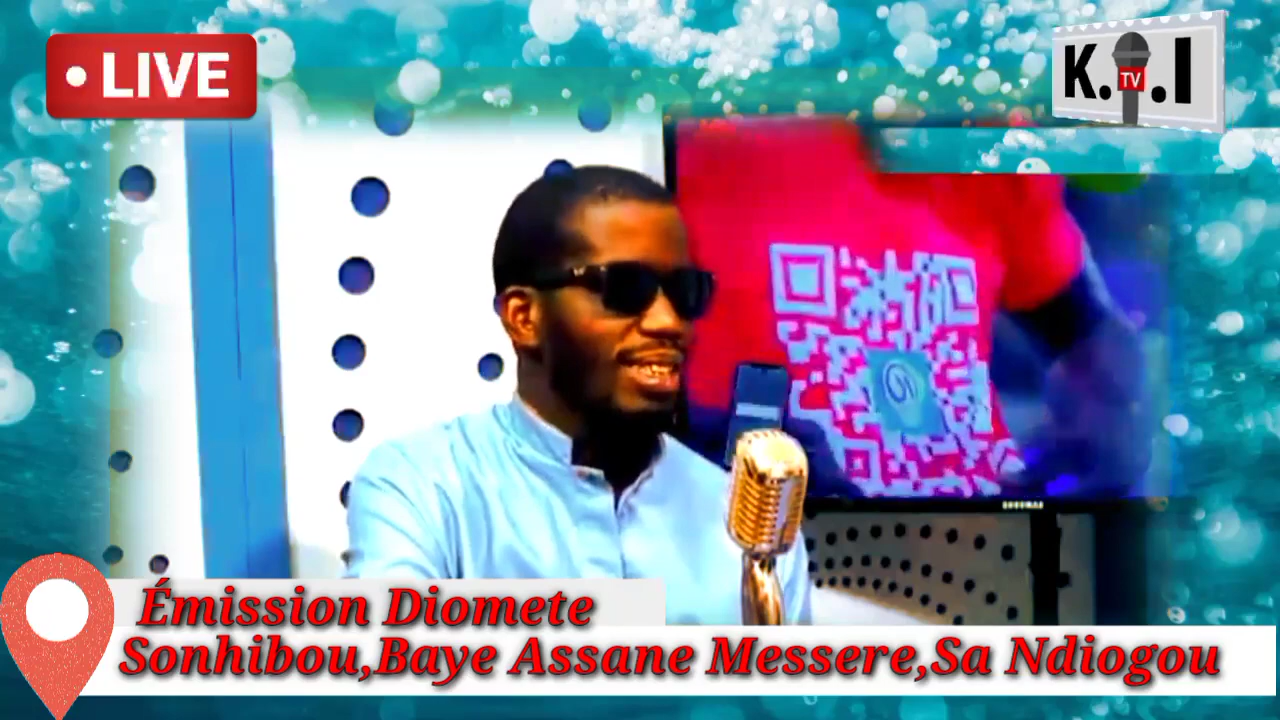 LIVE
K.TV.I
Émission Diomete
Sonhibou,Baye Assane Messere,Sa Ndiogou